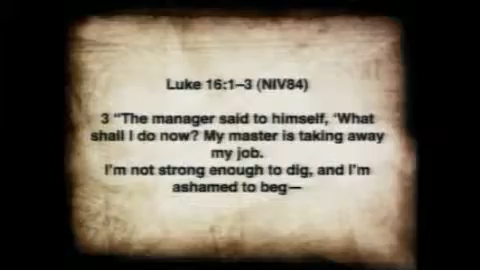 Luke 16:1–3 (NIV84)
3 “The manager said to himself, ‘What
shall I do now? My master is taking away
my job.
I’m not strong enough to dig, and I’m
ashamed to beg—